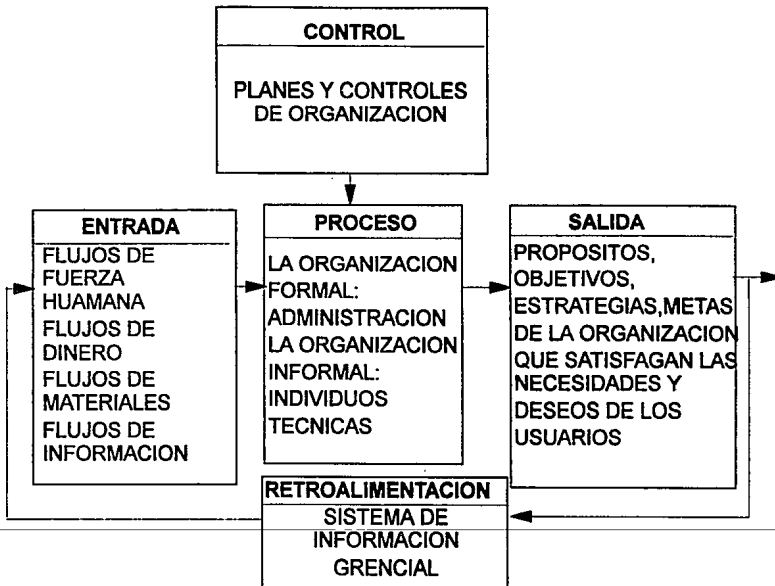 CONTROL
PLANES Y CONTROLES
DE ORGANIZACION
ENTRADA
FLUJOS DE
FUERZA
HUAMANA
FLUJOS DE
DINERO
FLUJOS DE
MATERIALES
FLUJOS DE
INFORMACION
PROCESO
LA ORGANIZACION
FORMAL:
ADMINISTRACION
LA ORGANIZACION
INFORMAL:
INDIVIDUOS
TECNICAS
SALIDA
PROPOSITOS,
OBJETIVOS,
ESTRATEGIAS,METAS
DE LA ORGANIZACION
QUE SATISFAGAN LAS
NECESIDADES Y
DESEOS DE LOS
USUARIOS
RETROALIMENTACION
SISTEMA DE
INFORMACION
GRENCIAL